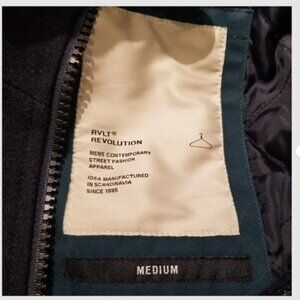 RVLT®
REVOLUTION
MENS CONTEMPORARY
STREET FASHION
APPAREL
IDEA MANUFACTURED
IN SCANDINAVIA
SINCE 1995
MEDIUM